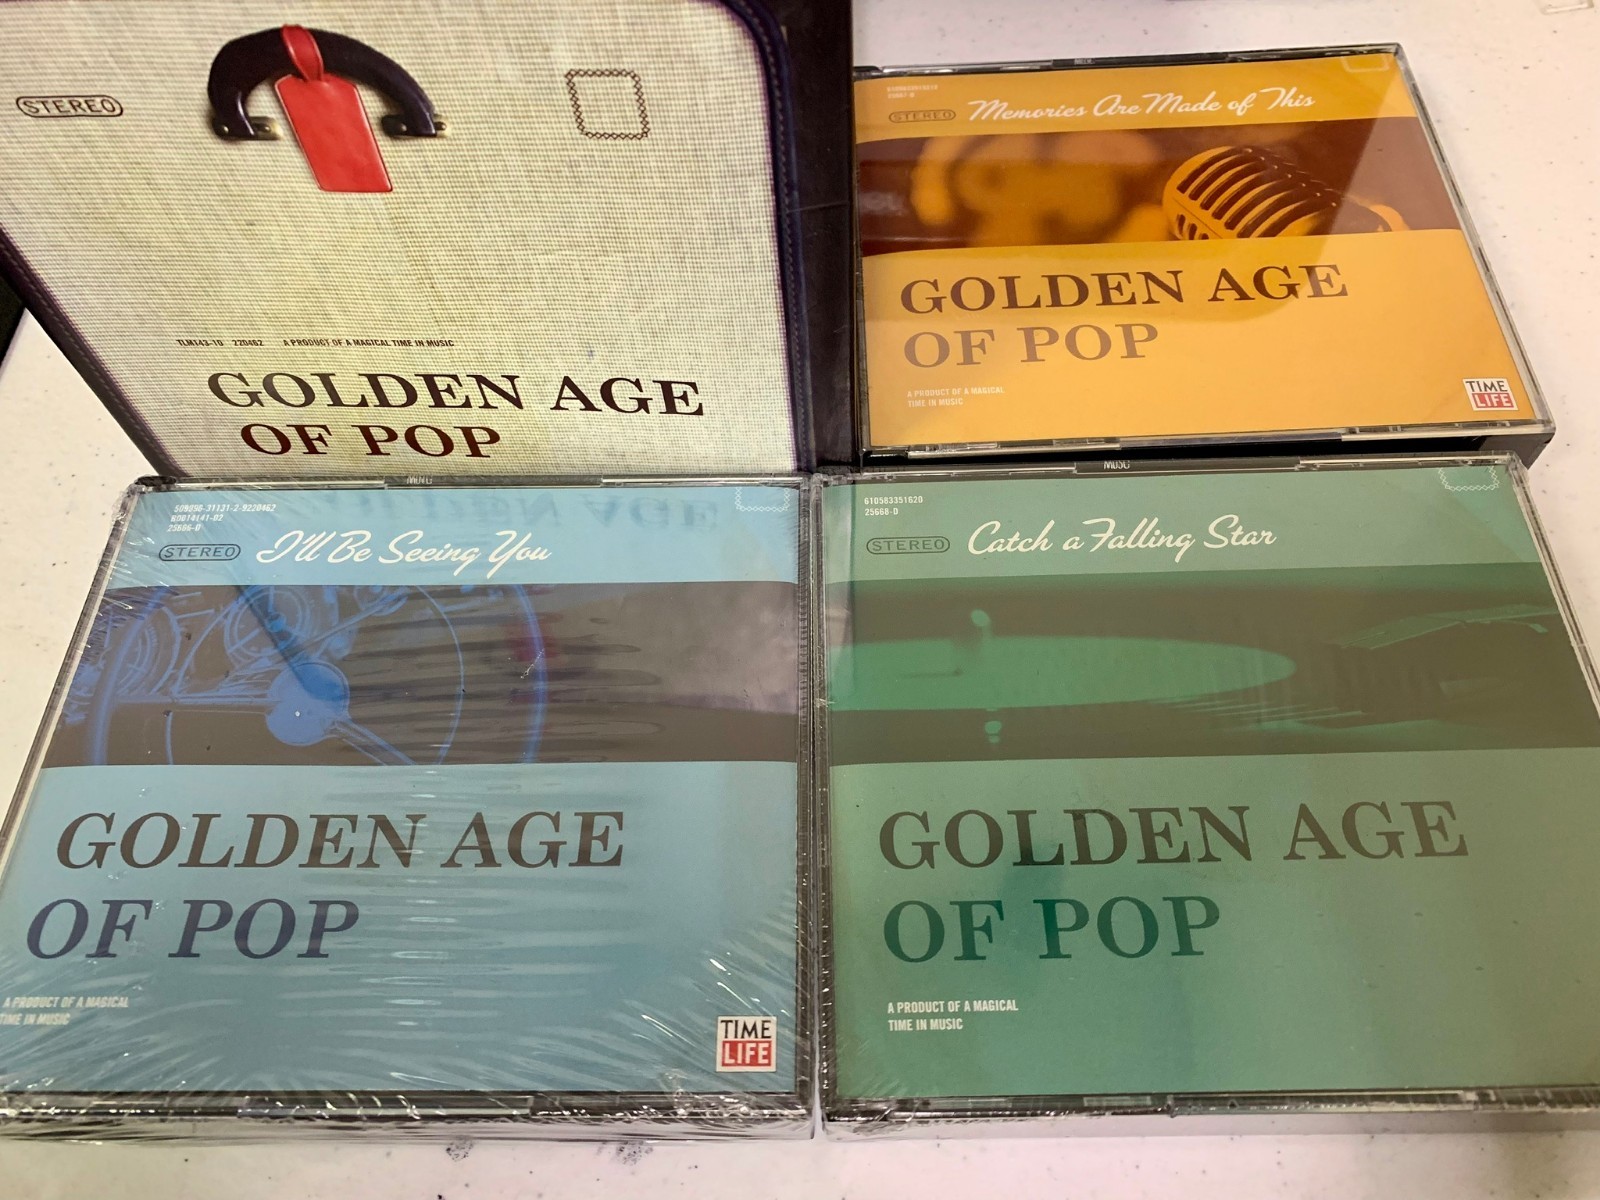 STEREO
TLM143-10 220462 A PRODUCT OF A MAGICAL TIME IN MUSIC
GOLDEN AGE
OF POP
STEREO Memories Are Made of This
GOLDEN AGE
OF POP
A PRODUCT OF A MAGICAL
TIME IN MUSIC
TIME
LIFE
25686-D
STEREO I'll Be Seeing You
GOLDEN AGE
OF POP
A PRODUCT OF A MAGICAL
TIME IN MUSIC
TIME
LIFE
610583351620
25668-D
STEREO Catch a Falling Star
GOLDEN AGE
OF POP
A PRODUCT OF A MAGICAL
TIME IN MUSIC